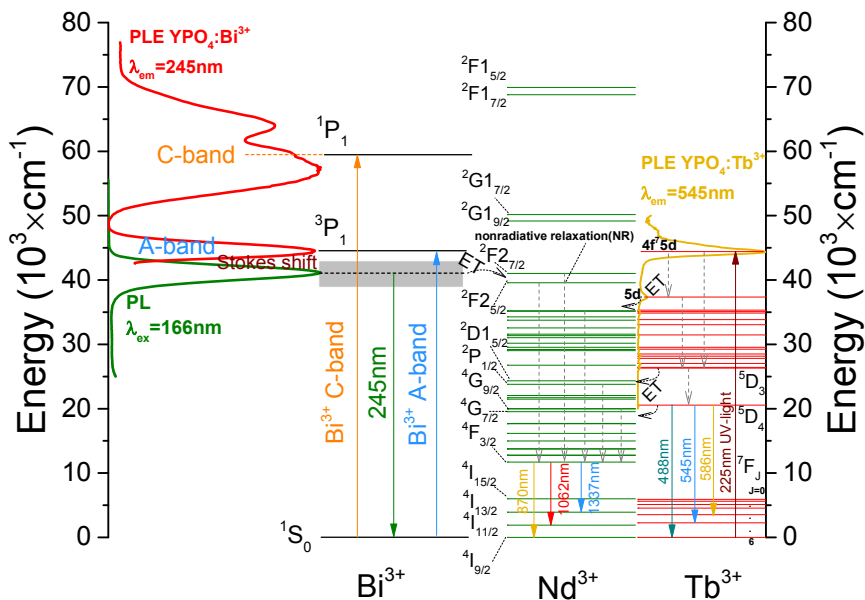 Energy (10³×cm⁻¹)
80
70
60
50
40
30
20
10
0
PLE YPO₄:Bi³⁺
λem=245nm
C-band
A-band
Stokes shift
PL
λex=166nm
¹P₁
³P₁
¹S₀
Bi³⁺ C-band
245nm
Bi³⁺ A-band
Bi³⁺
²F1₅/₂
²F1₇/₂
²G1₇/₂
²G1₉/₂
nonradiative relaxation(NR)
ET
²F2₇/₂
²F2₅/₂
²D1₅/₂
²P₁/₂
⁴G₉/₂
⁴G₇/₂
⁴F₃/₂
⁴I₁₅/₂
⁴I₁₃/₂
⁴I₁₁/₂
⁴I₉/₂
870nm
1062nm
1337nm
Nd³⁺
PLE YPO₄:Tb³⁺
λem=545nm
4f⁷5d
5d
ET
ET
⁵D₃
⁵D₄
⁷FJ
J=0
.
.
6
488nm
545nm
586nm
225nm UV-light
Tb³⁺
80
70
60
50
40
30
20
10
0
Energy (10³×cm⁻¹)